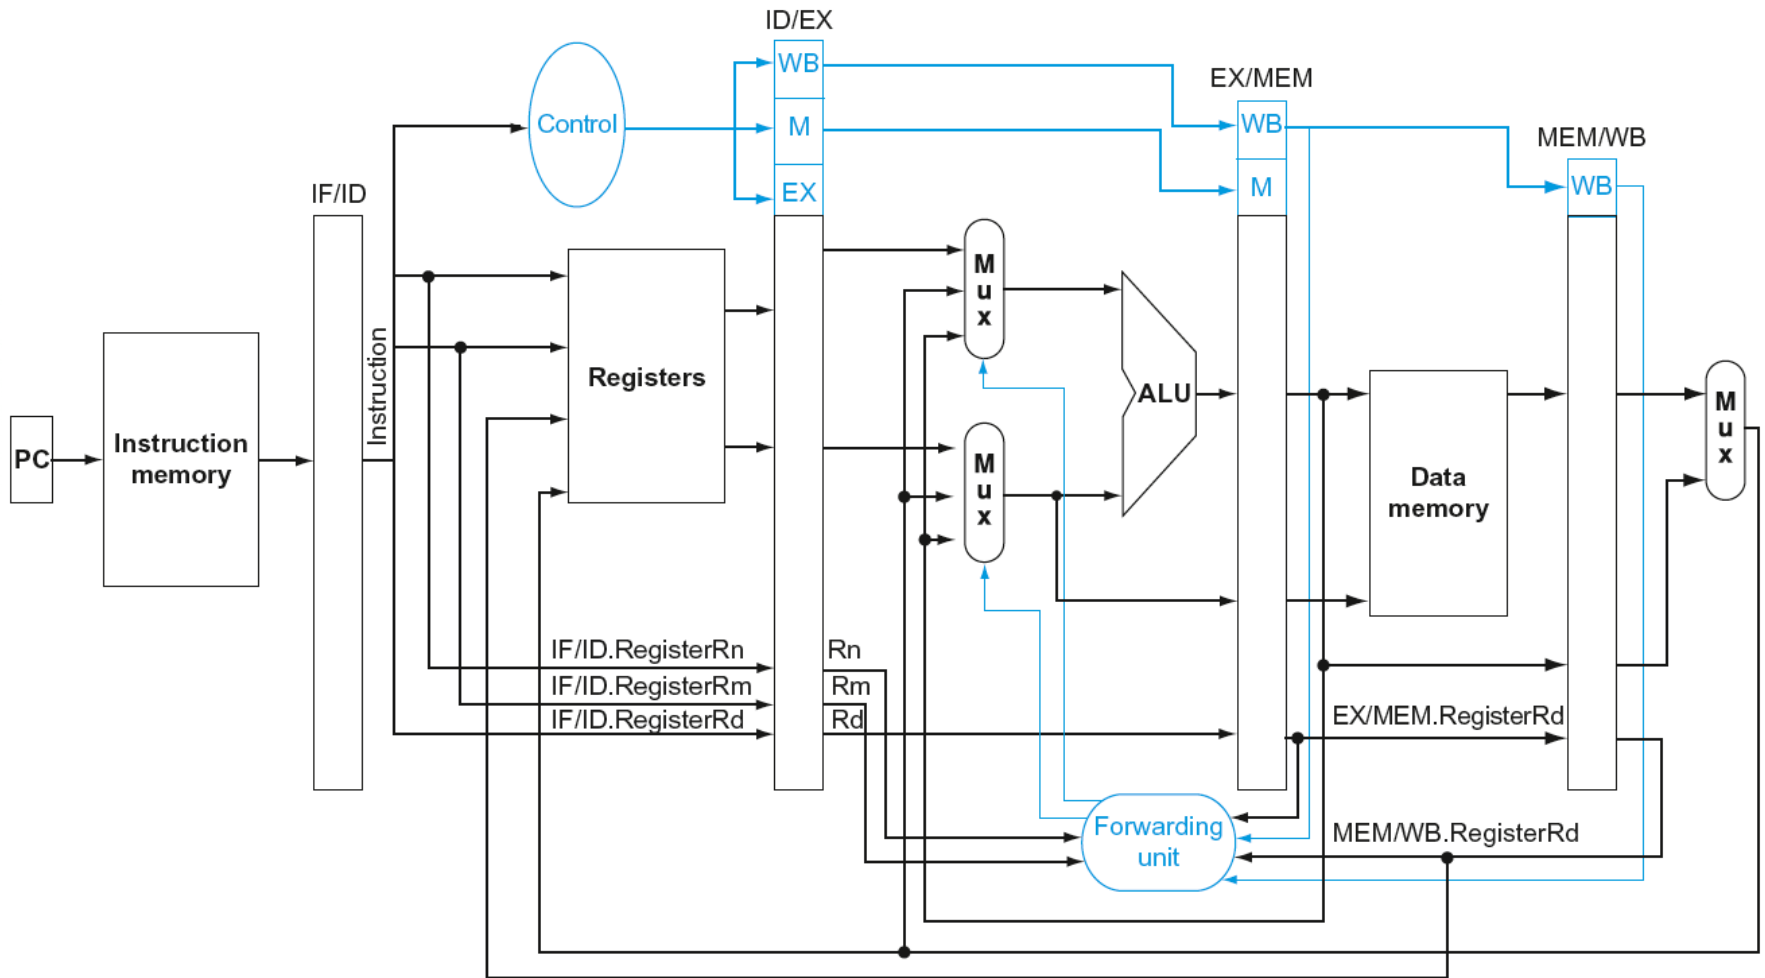 ID/EX
WB
EX/MEM
Control
M
WB
MEM/WB
IF/ID
EX
M
WB
M
u
x
Instruction
Registers
ALU
M
u
x
PC
Instruction
memory
M
u
x
Data
memory
IF/ID.RegisterRn
Rn
IF/ID.RegisterRm
Rm
IF/ID.RegisterRd
Rd
EX/MEM.RegisterRd
Forwarding
unit
MEM/WB.RegisterRd